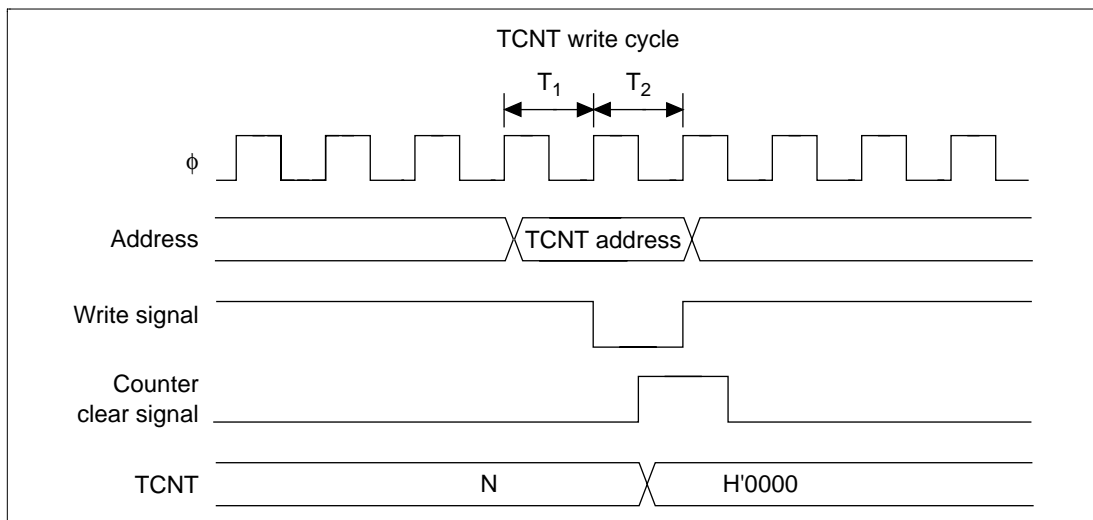 TCNT write cycle
T1 T2
ϕ
Address
TCNT address
Write signal
Counter
clear signal
TCNT
N
H'0000